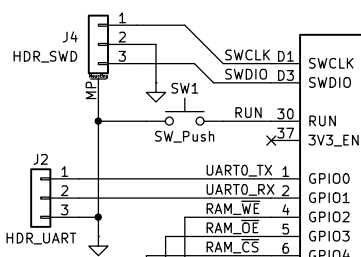 J4
HDR_SWD
1
2
3
MP
SWCLK D1 SWCLK
SWDIO D3 SWDIO
SW1
SW_Push
RUN 30 RUN
37 3V3_EN
J2
HDR_UART
1
2
3
UART0_TX 1 GPIO0
UART0_RX 2 GPIO1
RAM_WE 4 GPIO2
RAM_OE 5 GPIO3
RAM_CS 6 GPIO4